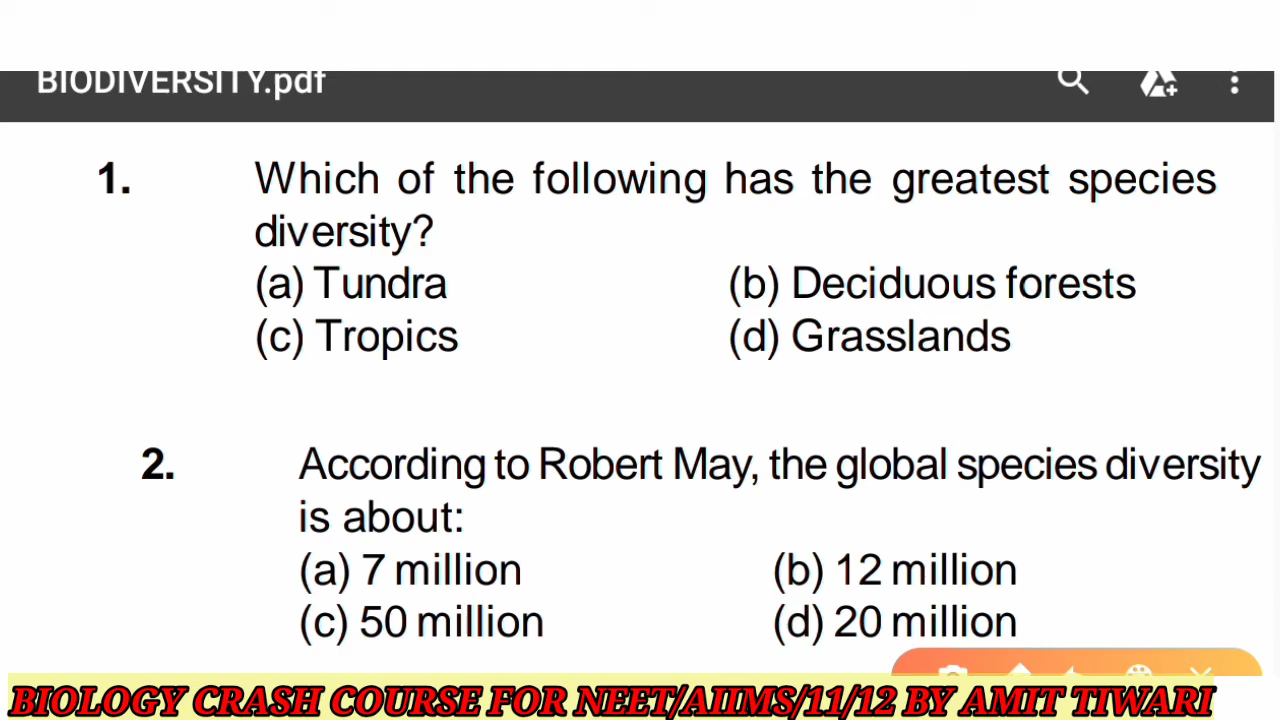 BIODIVERSITY.pdf
1. Which of the following has the greatest species
diversity?
(a) Tundra (b) Deciduous forests
(c) Tropics (d) Grasslands
2. According to Robert May, the global species diversity
is about:
(a) 7 million (b) 12 million
(c) 50 million (d) 20 million
BIOLOGY CRASH COURSE FOR NEET/AIIMS/11/12 BY AMIT TIWARI